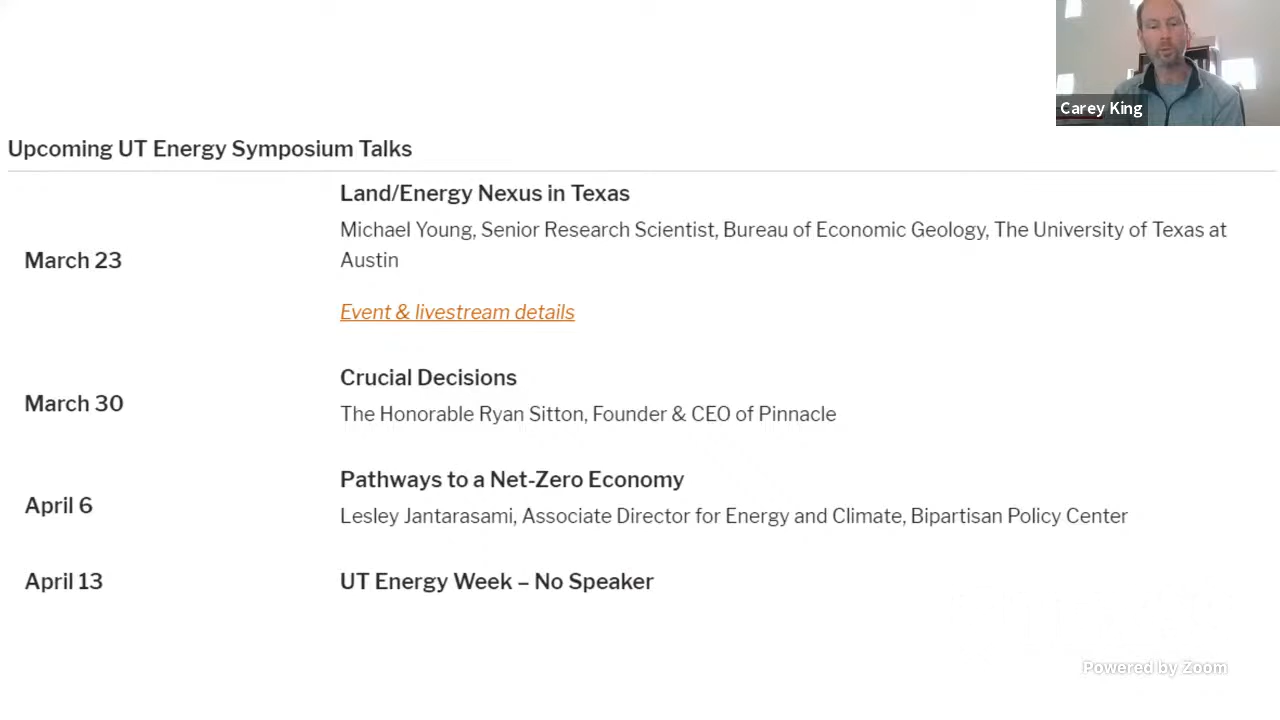 Carey King
Upcoming UT Energy Symposium Talks
March 23
Land/Energy Nexus in Texas
Michael Young, Senior Research Scientist, Bureau of Economic Geology, The University of Texas at
Austin
Event & livestream details
March 30
Crucial Decisions
The Honorable Ryan Sitton, Founder & CEO of Pinnacle
April 6
Pathways to a Net-Zero Economy
Lesley Jantarasami, Associate Director for Energy and Climate, Bipartisan Policy Center
April 13
UT Energy Week – No Speaker
Powered by Zoom